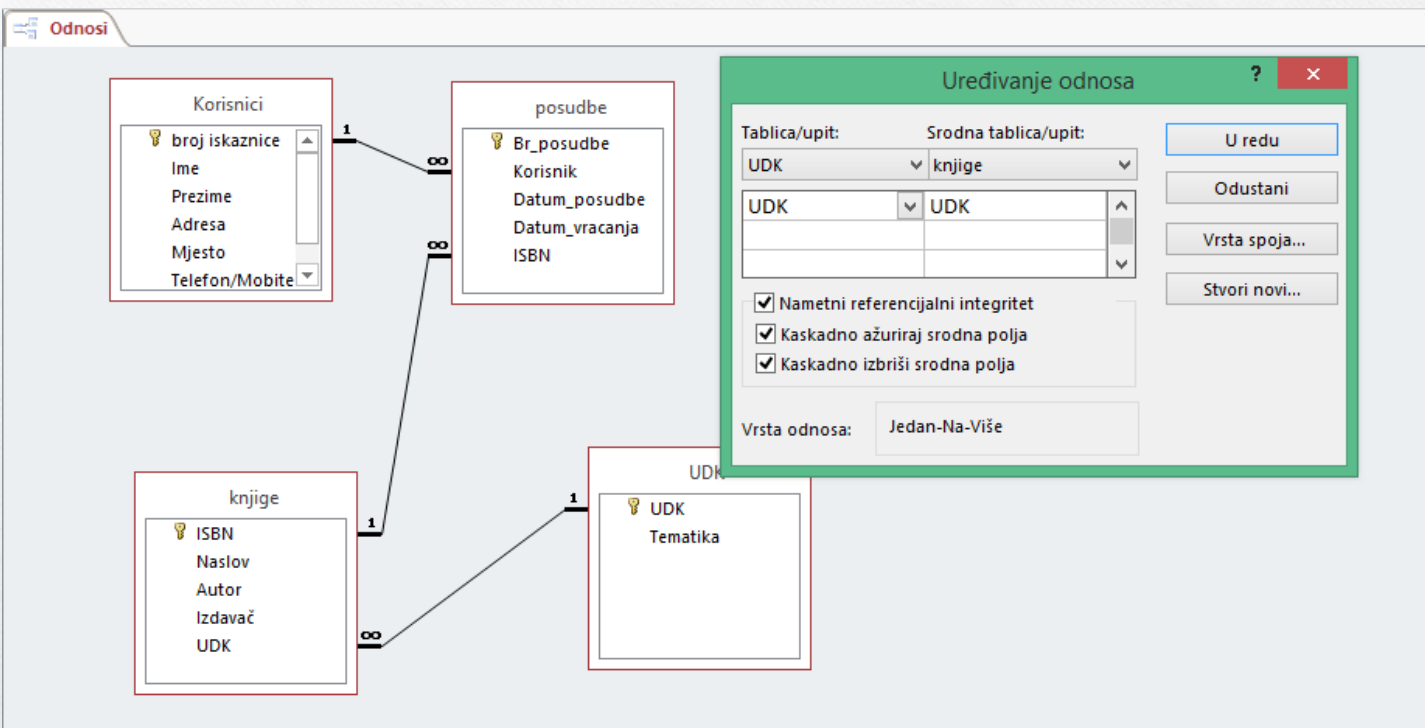 Odnosi
Korisnici
broj iskaznice
Ime
Prezime
Adresa
Mjesto
Telefon/Mobite
1
∞
posudbe
Br_posudbe
Korisnik
Datum_posudbe
Datum_vracanja
ISBN
∞
Uređivanje odnosa
?
Tablica/upit:
Srodna tablica/upit:
UDK
knjige
UDK
UDK
U redu
Odustani
Vrsta spoja...
Stvori novi...
Nametni referencijalni integritet
Kaskadno ažuriraj srodna polja
Kaskadno izbriši srodna polja
Vrsta odnosa:
Jedan-Na-Više
knjige
ISBN
Naslov
Autor
Izdavač
UDK
1
∞
UDK
UDK
Tematika
1